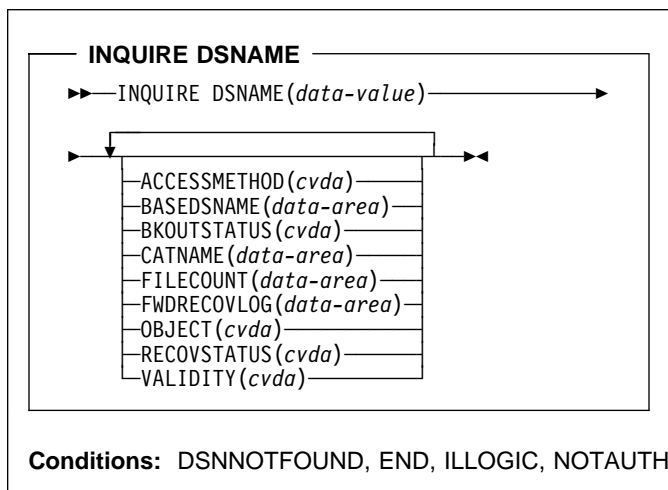 INQUIRE DSNAME
INQUIRE DSNAME(data-value)
ACCESSMETHOD(cvda)
BASEDSNAME(data-area)
BKOUTSTATUS(cvda)
CATNAME(data-area)
FILECOUNT(data-area)
FWDRECOVLOG(data-area)
OBJECT(cvda)
RECOVSTATUS(cvda)
VALIDITY(cvda)
Conditions: DSNNOTFOUND, END, ILLOGIC, NOTAUTH